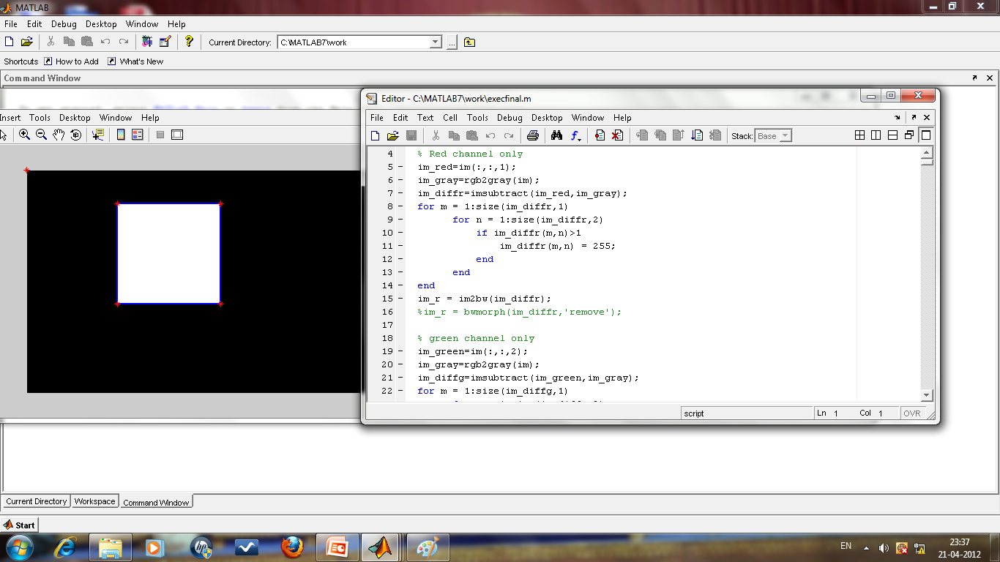 MATLAB
File Edit Debug Desktop Window Help
Current Directory: C:\MATLAB7\work ...
Shortcuts How to Add What's New
Command Window
Insert Tools Desktop Window Help
Editor - C:\MATLAB7\work\execfinal.m
File Edit Text Cell Tools Debug Desktop Window Help
Stack: Base
4 % Red channel only
5 - im_red=im(:,:,1);
6 - im_gray=rgb2gray(im);
7 - im_diffr=imsubtract(im_red,im_gray);
8 - for m = 1:size(im_diffr,1)
9 - for n = 1:size(im_diffr,2)
10 - if im_diffr(m,n)>1
11 - im_diffr(m,n) = 255;
12 - end
13 - end
14 - end
15 - im_r = im2bw(im_diffr);
16 %im_r = bwmorph(im_diffr,'remove');
17
18 % green channel only
19 - im_green=im(:,:,2);
20 - im_gray=rgb2gray(im);
21 - im_diffg=imsubtract(im_green,im_gray);
22 - for m = 1:size(im_diffg,1)
script Ln 1 Col 1 OVR
Current Directory Workspace Command Window
Start
hp
EN
23:37
21-04-2012